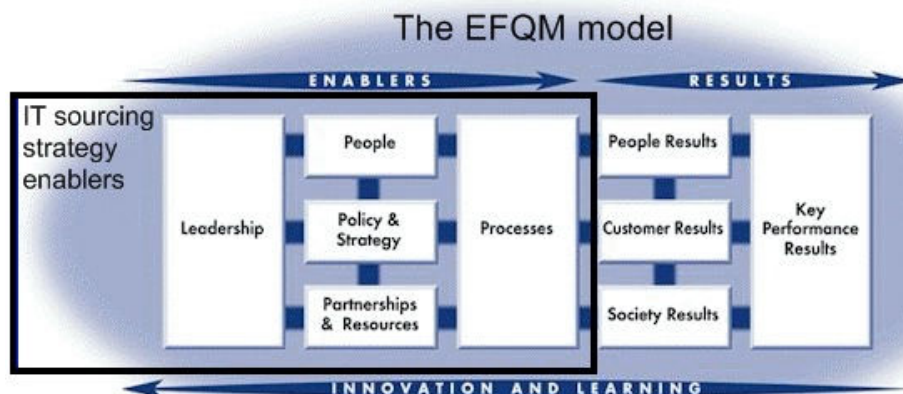 The EFQM model
ENABLERS
RESULTS
IT sourcing
strategy
enablers
Leadership
People
Policy &
Strategy
Partnerships
& Resources
Processes
People Results
Customer Results
Society Results
Key
Performance
Results
INNOVATION AND LEARNING